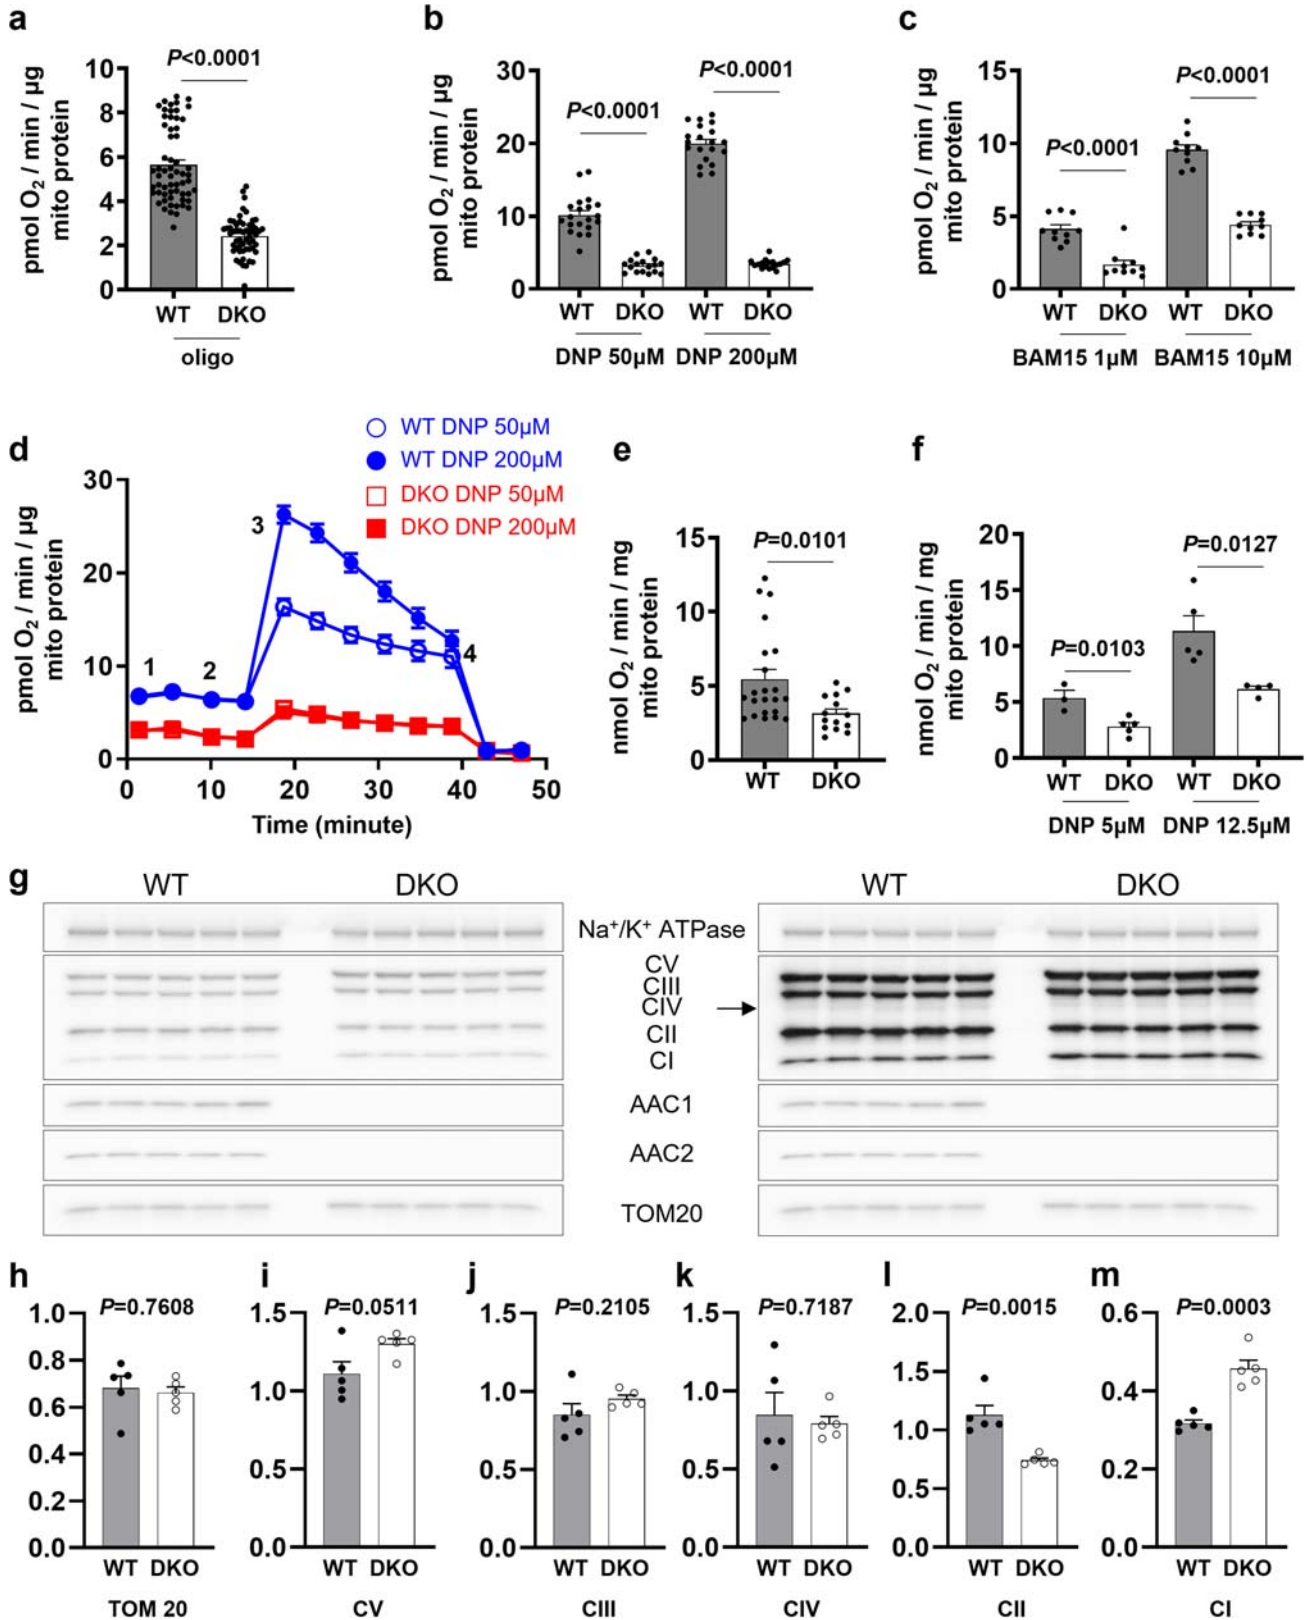 a
P<0.0001
10
8
6
4
2
0
pmol O2 / min / µg
mito protein
WT DKO
oligo
b
P<0.0001
P<0.0001
30
20
10
0
pmol O2 / min / µg
mito protein
WT DKO WT DKO
DNP 50µM DNP 200µM
c
P<0.0001
P<0.0001
15
10
5
0
pmol O2 / min / µg
mito protein
WT DKO WT DKO
BAM15 1µM BAM15 10µM
d
WT DNP 50µM
WT DNP 200µM
DKO DNP 50µM
DKO DNP 200µM
30
20
10
0
pmol O2 / min / µg
mito protein
1
2
3
4
0 10 20 30 40 50
Time (minute)
e
P=0.0101
15
10
5
0
nmol O2 / min / mg
mito protein
WT DKO
f
P=0.0127
P=0.0103
20
15
10
5
0
nmol O2 / min / mg
mito protein
WT DKO WT DKO
DNP 5µM DNP 12.5µM
g
WT DKO WT DKO
Na+/K+ ATPase
CV
CIII
CIV
CII
CI
AAC1
AAC2
TOM20
h
P=0.7608
1.0
0.8
0.6
0.4
0.2
0.0
WT DKO
TOM 20
i
P=0.0511
1.5
1.0
0.5
0.0
WT DKO
CV
j
P=0.2105
1.5
1.0
0.5
0.0
WT DKO
CIII
k
P=0.7187
1.5
1.0
0.5
0.0
WT DKO
CIV
l
P=0.0015
2.0
1.5
1.0
0.5
0.0
WT DKO
CII
m
P=0.0003
0.6
0.4
0.2
0.0
WT DKO
CI